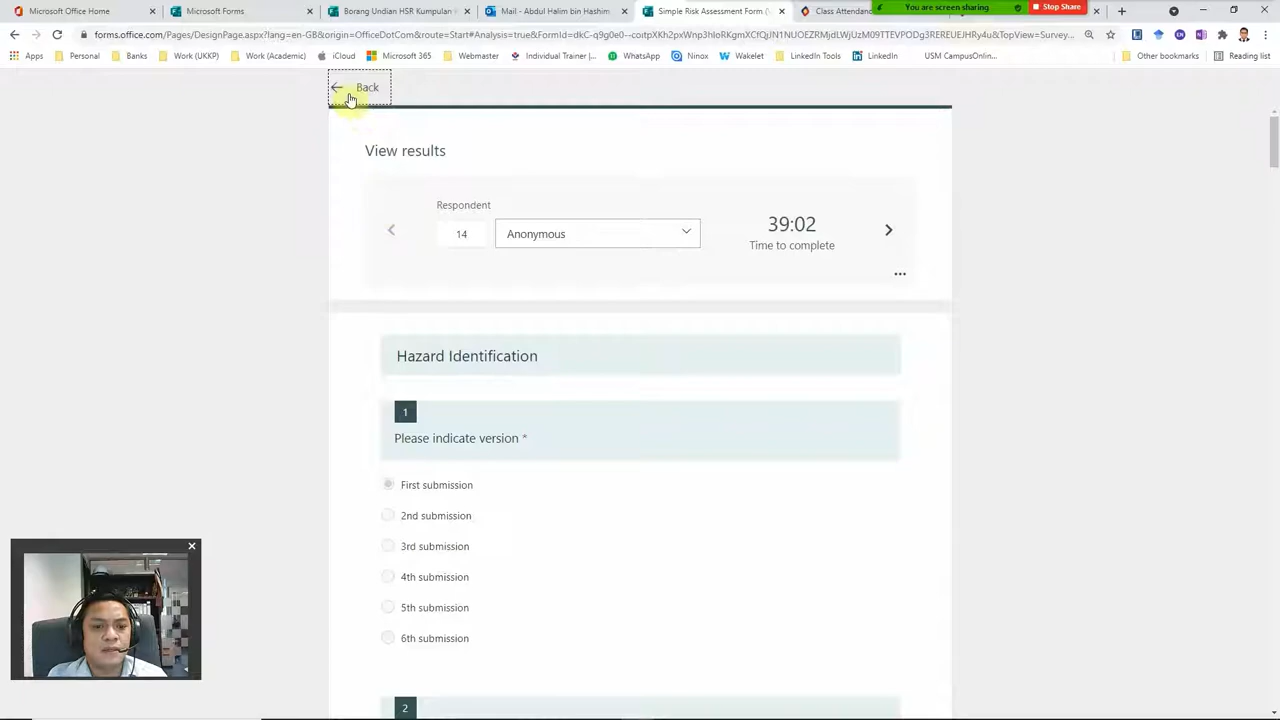 Microsoft Office Home
Microsoft Forms
Borang Undian HSR Kumpulan
Mail - Abdul Halim bin Hashim
Simple Risk Assessment Form
Class Attendanc
You are screen sharing
Stop Share
Apps
Personal
Banks
Work (UKKP)
Work (Academic)
iCloud
Microsoft 365
Webmaster
Individual Trainer |...
WhatsApp
Ninox
Wakelet
LinkedIn Tools
LinkedIn
USM CampusOnlin...
Other bookmarks
Reading list
Back
View results
Respondent
14
Anonymous
39:02
Time to complete
Hazard Identification
1
Please indicate version *
First submission
2nd submission
3rd submission
4th submission
5th submission
6th submission
2